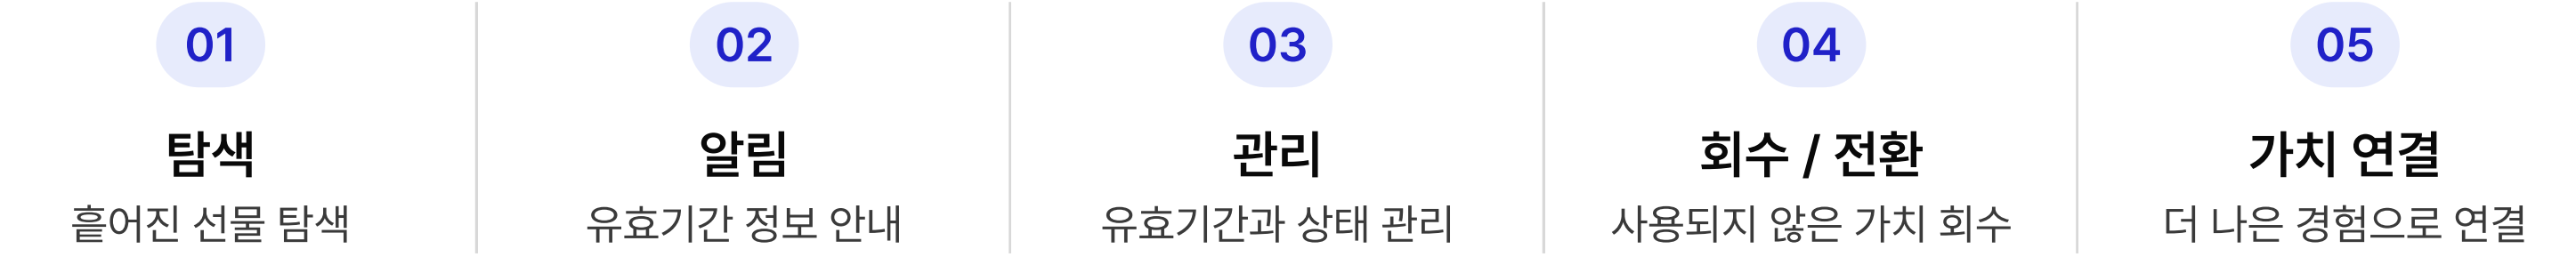 01
탐색
흩어진 선물 탐색
02
알림
유효기간 정보 안내
03
관리
유효기간과 상태 관리
04
회수 / 전환
사용되지 않은 가치 회수
05
가치 연결
더 나은 경험으로 연결